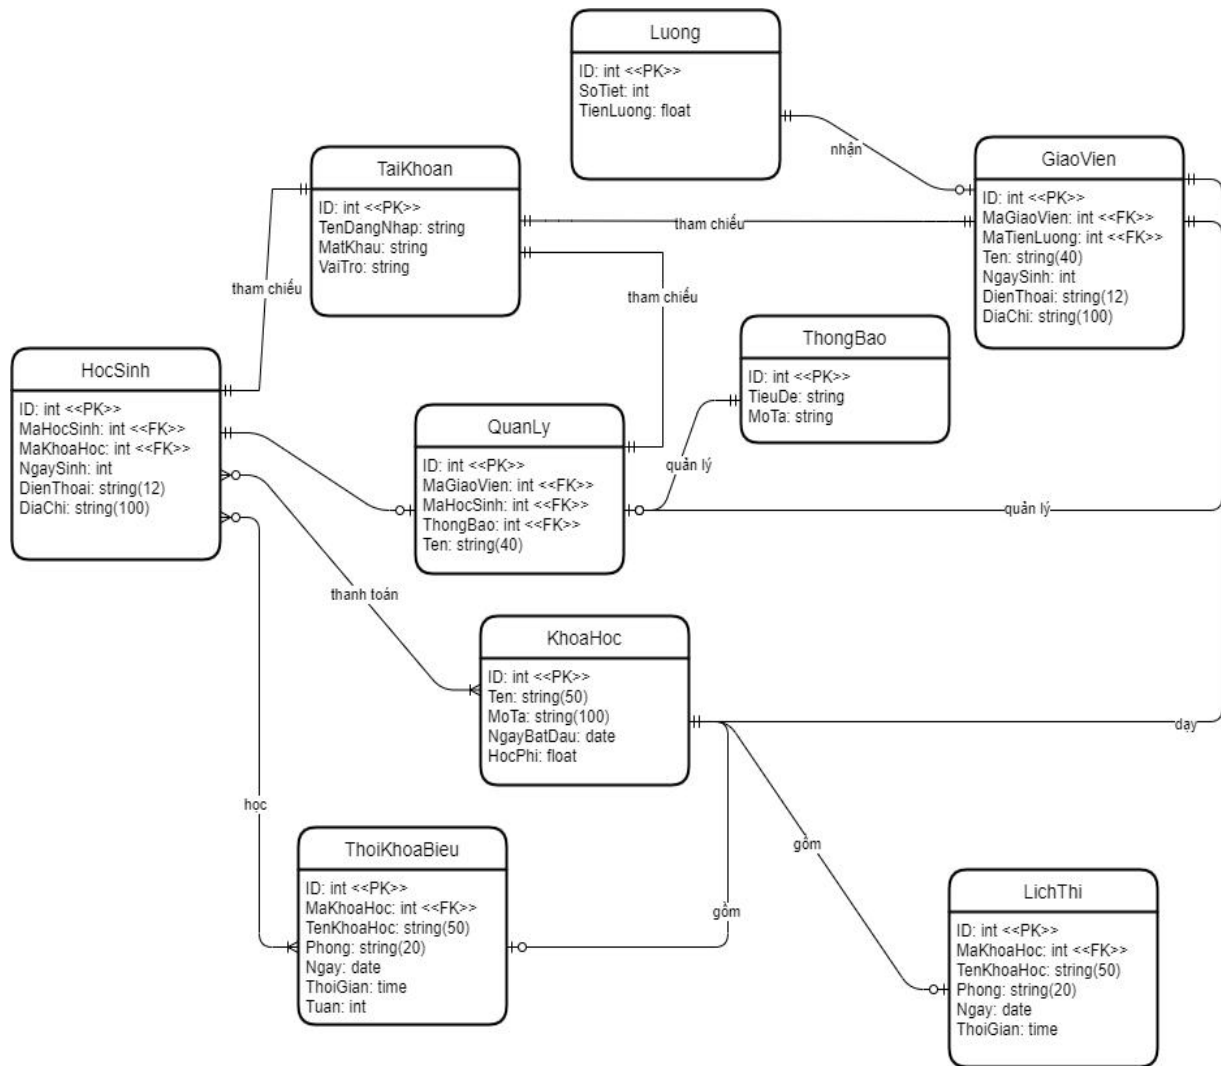 Luong
ID: int <<PK>>
SoTiet: int
TienLuong: float
nhận
GiaoVien
ID: int <<PK>>
MaGiaoVien: int <<FK>>
MaTienLuong: int <<FK>>
Ten: string(40)
NgaySinh: int
DienThoai: string(12)
DiaChi: string(100)
TaiKhoan
ID: int <<PK>>
TenDangNhap: string
MatKhau: string
VaiTro: string
tham chiếu
tham chiếu
tham chiếu
ThongBao
ID: int <<PK>>
TieuDe: string
MoTa: string
HocSinh
ID: int <<PK>>
MaHocSinh: int <<FK>>
MaKhoaHoc: int <<FK>>
NgaySinh: int
DienThoai: string(12)
DiaChi: string(100)
QuanLy
ID: int <<PK>>
MaGiaoVien: int <<FK>>
MaHocSinh: int <<FK>>
ThongBao: int <<FK>>
Ten: string(40)
quản lý
quản lý
thanh toán
KhoaHoc
ID: int <<PK>>
Ten: string(50)
MoTa: string(100)
NgayBatDau: date
HocPhi: float
dạy
học
gồm
gồm
ThoiKhoaBieu
ID: int <<PK>>
MaKhoaHoc: int <<FK>>
TenKhoaHoc: string(50)
Phong: string(20)
Ngay: date
ThoiGian: time
Tuan: int
LichThi
ID: int <<PK>>
MaKhoaHoc: int <<FK>>
TenKhoaHoc: string(50)
Phong: string(20)
Ngay: date
ThoiGian: time